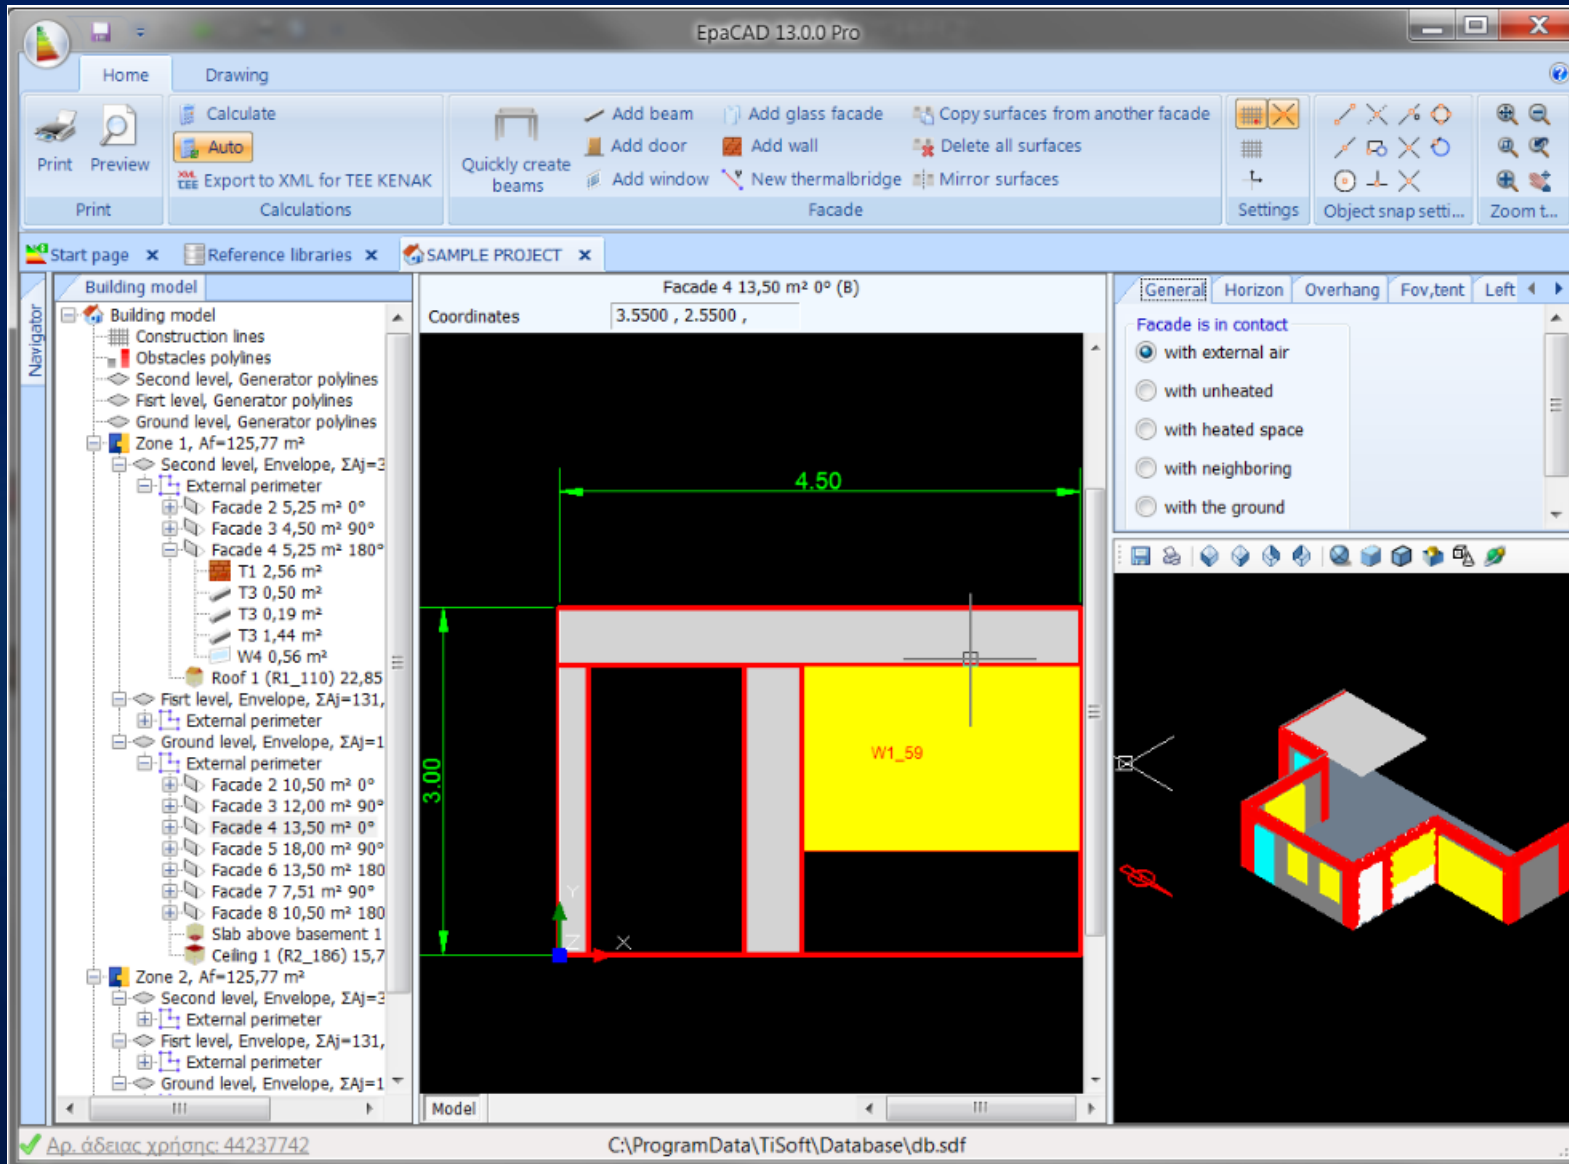 EpaCAD 13.0.0 Pro
Home
Drawing
Print
Preview
Print
Calculate
Auto
XML TEE Export to XML for TEE KENAK
Calculations
Quickly create
beams
Add beam
Add door
Add window
Add glass facade
Add wall
New thermalbridge
Copy surfaces from another facade
Delete all surfaces
Mirror surfaces
Facade
Settings
Object snap setti...
Zoom t...
Start page
Reference libraries
SAMPLE PROJECT
Navigator
Building model
Building model
Construction lines
Obstacles polylines
Second level, Generator polylines
Fisrt level, Generator polylines
Ground level, Generator polylines
Zone 1, Af=125,77 m²
Second level, Envelope, ΣAj=3
External perimeter
Facade 2 5,25 m² 0°
Facade 3 4,50 m² 90°
Facade 4 5,25 m² 180°
T1 2,56 m²
T3 0,50 m²
T3 0,19 m²
T3 1,44 m²
W4 0,56 m²
Roof 1 (R1_110) 22,85
Fisrt level, Envelope, ΣAj=131,
External perimeter
Ground level, Envelope, ΣAj=1
External perimeter
Facade 2 10,50 m² 0°
Facade 3 12,00 m² 90°
Facade 4 13,50 m² 0°
Facade 5 18,00 m² 90°
Facade 6 13,50 m² 180
Facade 7 7,51 m² 90°
Facade 8 10,50 m² 180
Slab above basement 1
Ceiling 1 (R2_186) 15,7
Zone 2, Af=125,77 m²
Second level, Envelope, ΣAj=3
External perimeter
Fisrt level, Envelope, ΣAj=131,
External perimeter
Ground level, Envelope, ΣAj=1
Facade 4 13,50 m² 0° (B)
Coordinates
3.5500 , 2.5500 ,
4.50
3.00
W1_59
Y
Z
X
Model
General
Horizon
Overhang
Fov,tent
Left
Facade is in contact
with external air
with unheated
with heated space
with neighboring
with the ground
Αρ. άδειας χρήσης: 44237742
C:\ProgramData\TiSoft\Database\db.sdf